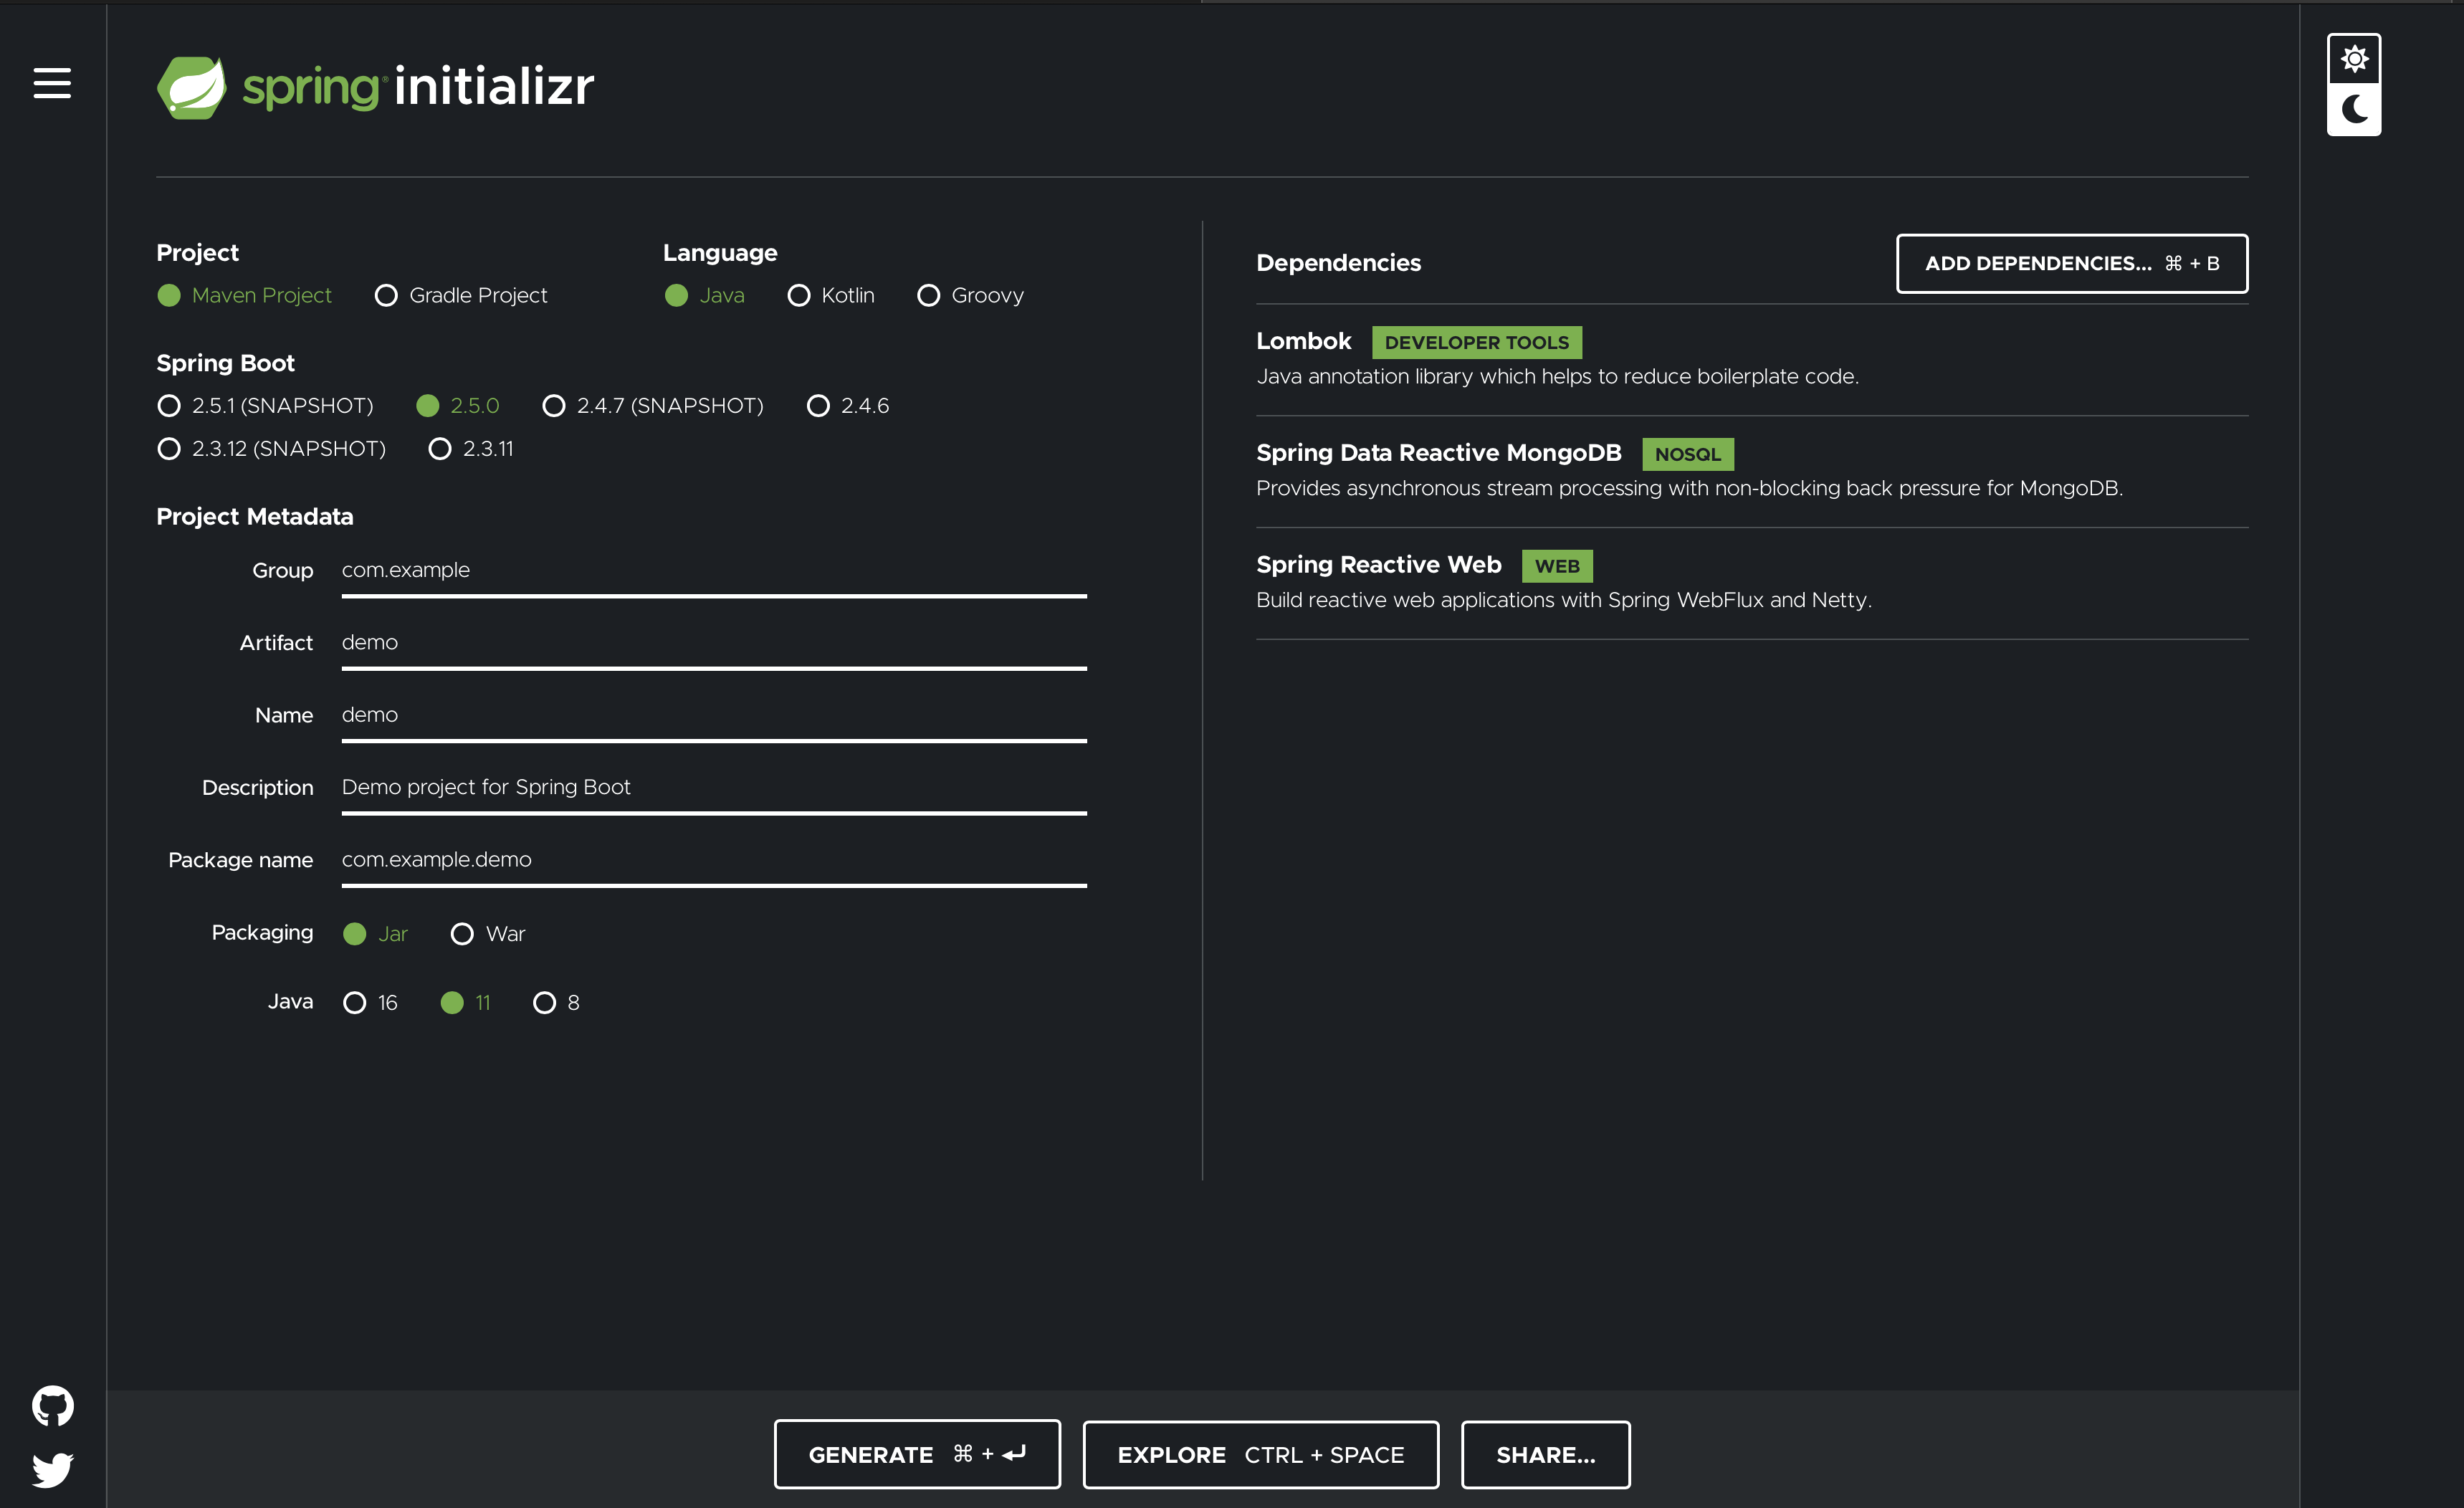 spring initializr
Project
Maven Project Gradle Project
Language
Java Kotlin Groovy
Spring Boot
2.5.1 (SNAPSHOT) 2.5.0 2.4.7 (SNAPSHOT) 2.4.6
2.3.12 (SNAPSHOT) 2.3.11
Project Metadata
Group com.example
Artifact demo
Name demo
Description Demo project for Spring Boot
Package name com.example.demo
Packaging Jar War
Java 16 11 8
Dependencies ADD DEPENDENCIES... ⌘ + B
Lombok DEVELOPER TOOLS
Java annotation library which helps to reduce boilerplate code.
Spring Data Reactive MongoDB NOSQL
Provides asynchronous stream processing with non-blocking back pressure for MongoDB.
Spring Reactive Web WEB
Build reactive web applications with Spring WebFlux and Netty.
GENERATE ⌘ + ⏎ EXPLORE CTRL + SPACE SHARE...